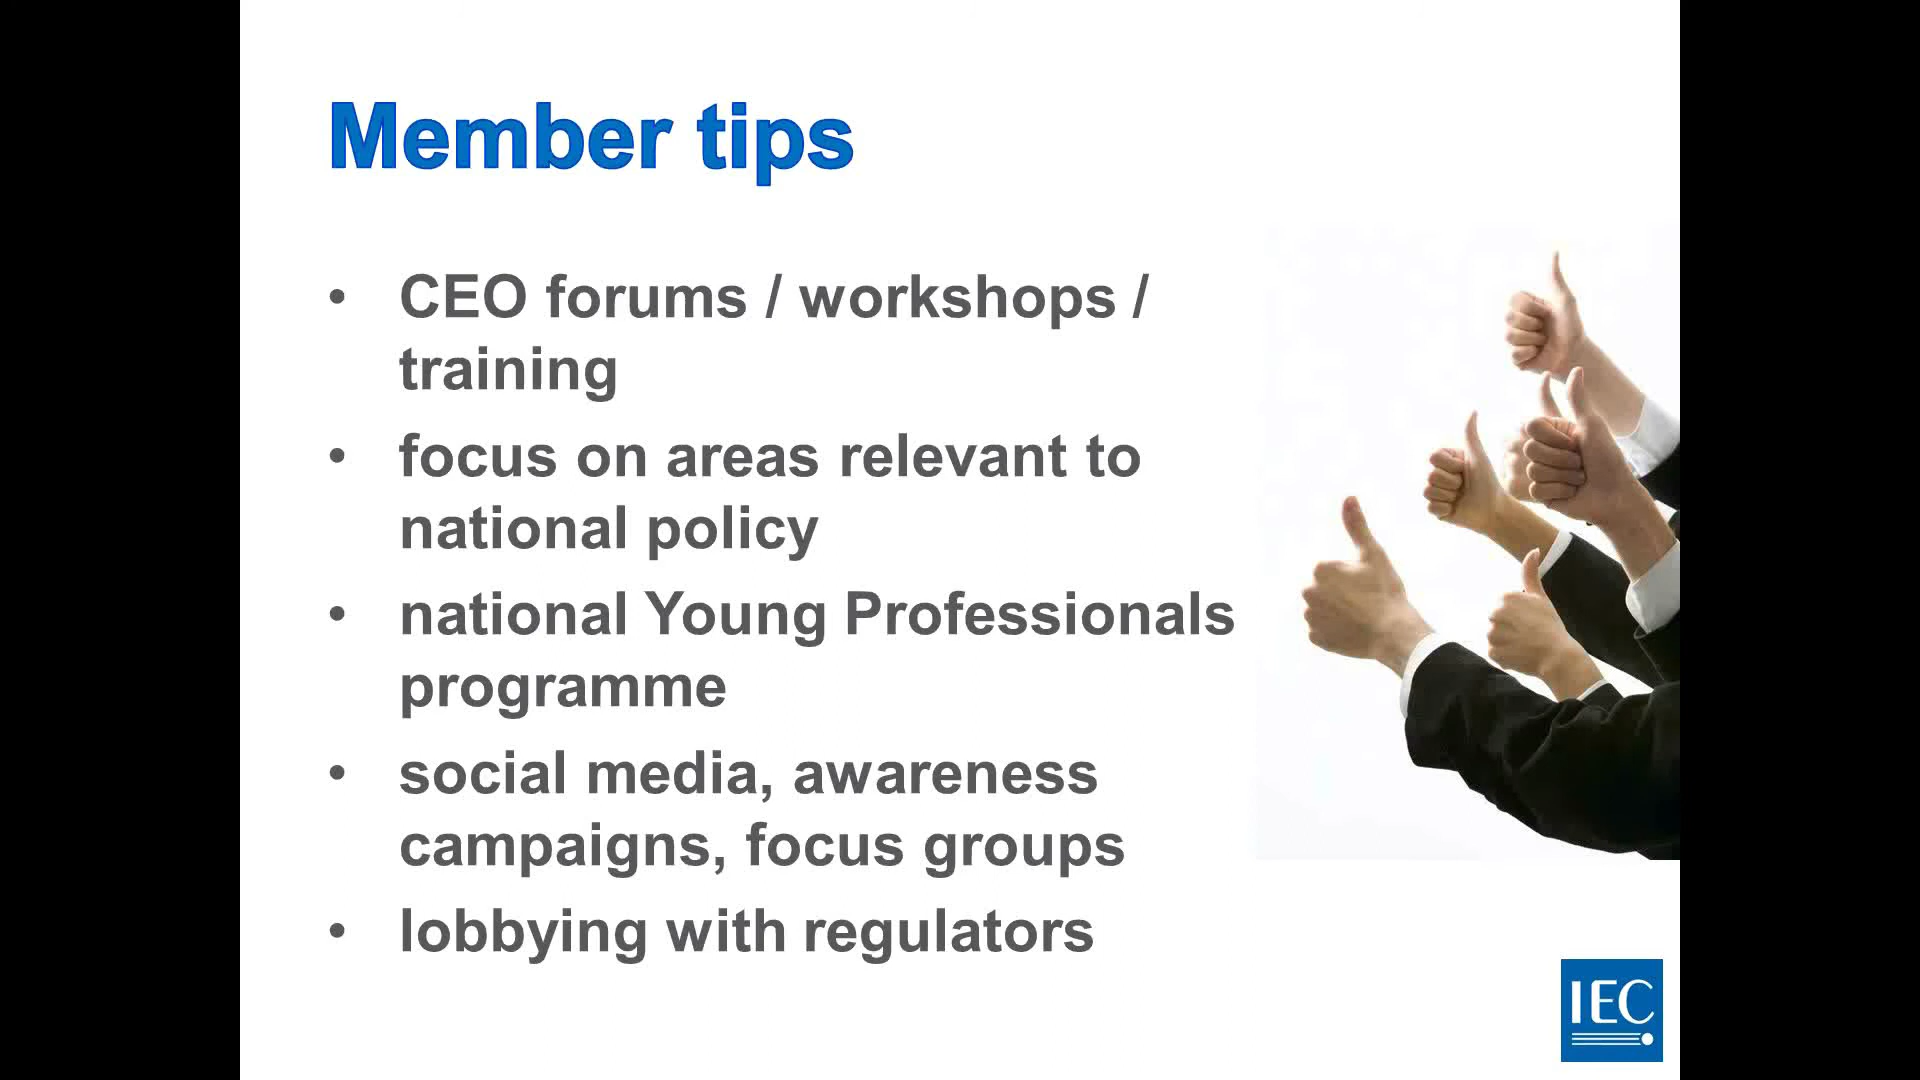 Member tips
• CEO forums / workshops /
training
• focus on areas relevant to
national policy
• national Young Professionals
programme
• social media, awareness
campaigns, focus groups
• lobbying with regulators
IEC